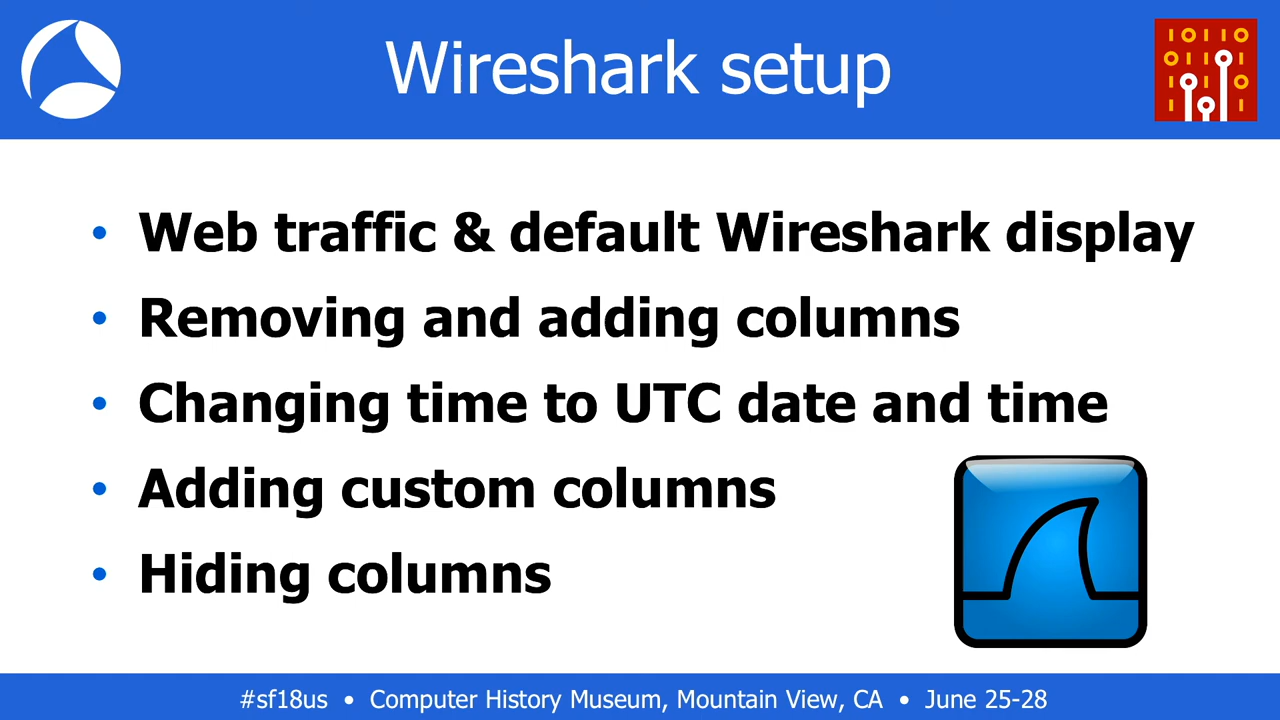 Wireshark setup
• Web traffic & default Wireshark display
• Removing and adding columns
• Changing time to UTC date and time
• Adding custom columns
• Hiding columns
#sf18us • Computer History Museum, Mountain View, CA • June 25-28